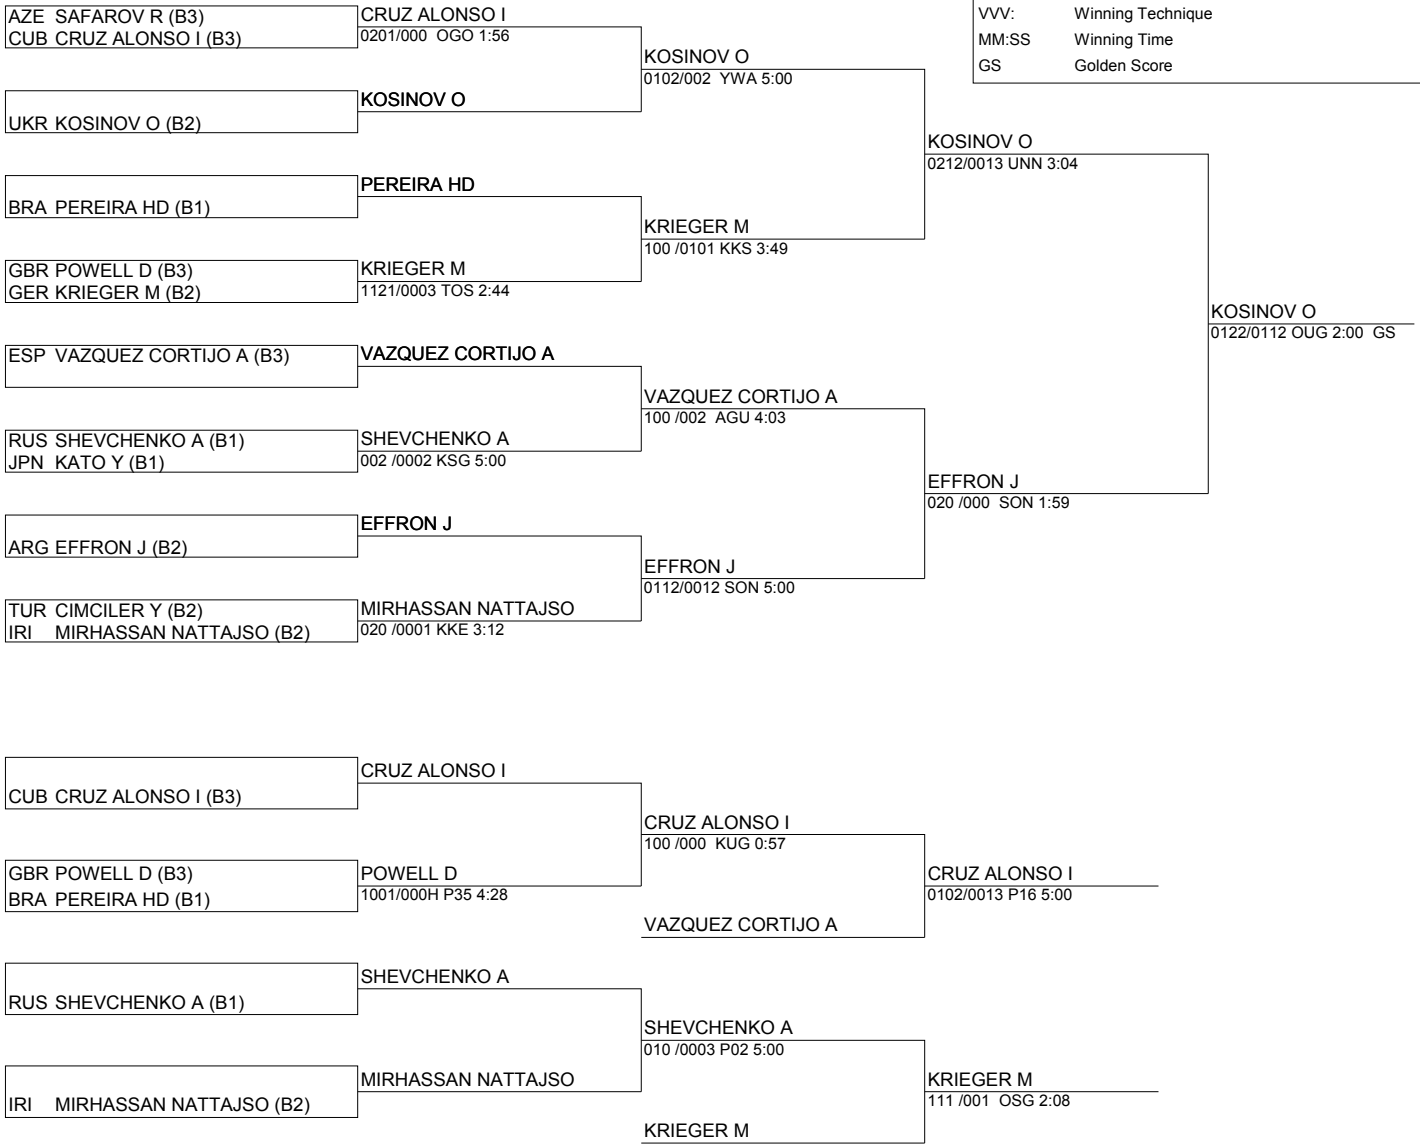 VVV: Winning Technique
MM:SS Winning Time
GS Golden Score
AZE SAFAROV R (B3)
CUB CRUZ ALONSO I (B3)
CRUZ ALONSO I
0201/000 OGO 1:56
KOSINOV O
0102/002 YWA 5:00
UKR KOSINOV O (B2)
KOSINOV O
KOSINOV O
0212/0013 UNN 3:04
BRA PEREIRA HD (B1)
PEREIRA HD
KRIEGER M
100 /0101 KKS 3:49
GBR POWELL D (B3)
GER KRIEGER M (B2)
KRIEGER M
1121/0003 TOS 2:44
KOSINOV O
0122/0112 OUG 2:00 GS
ESP VAZQUEZ CORTIJO A (B3)
VAZQUEZ CORTIJO A
VAZQUEZ CORTIJO A
100 /002 AGU 4:03
RUS SHEVCHENKO A (B1)
JPN KATO Y (B1)
SHEVCHENKO A
002 /0002 KSG 5:00
EFFRON J
020 /000 SON 1:59
ARG EFFRON J (B2)
EFFRON J
EFFRON J
0112/0012 SON 5:00
TUR CIMCILER Y (B2)
IRI MIRHASSAN NATTAJSO (B2)
MIRHASSAN NATTAJSO
020 /0001 KKE 3:12
CUB CRUZ ALONSO I (B3)
CRUZ ALONSO I
CRUZ ALONSO I
100 /000 KUG 0:57
GBR POWELL D (B3)
BRA PEREIRA HD (B1)
POWELL D
1001/000H P35 4:28
CRUZ ALONSO I
0102/0013 P16 5:00
VAZQUEZ CORTIJO A
RUS SHEVCHENKO A (B1)
SHEVCHENKO A
SHEVCHENKO A
010 /0003 P02 5:00
IRI MIRHASSAN NATTAJSO (B2)
MIRHASSAN NATTAJSO
KRIEGER M
111 /001 OSG 2:08
KRIEGER M